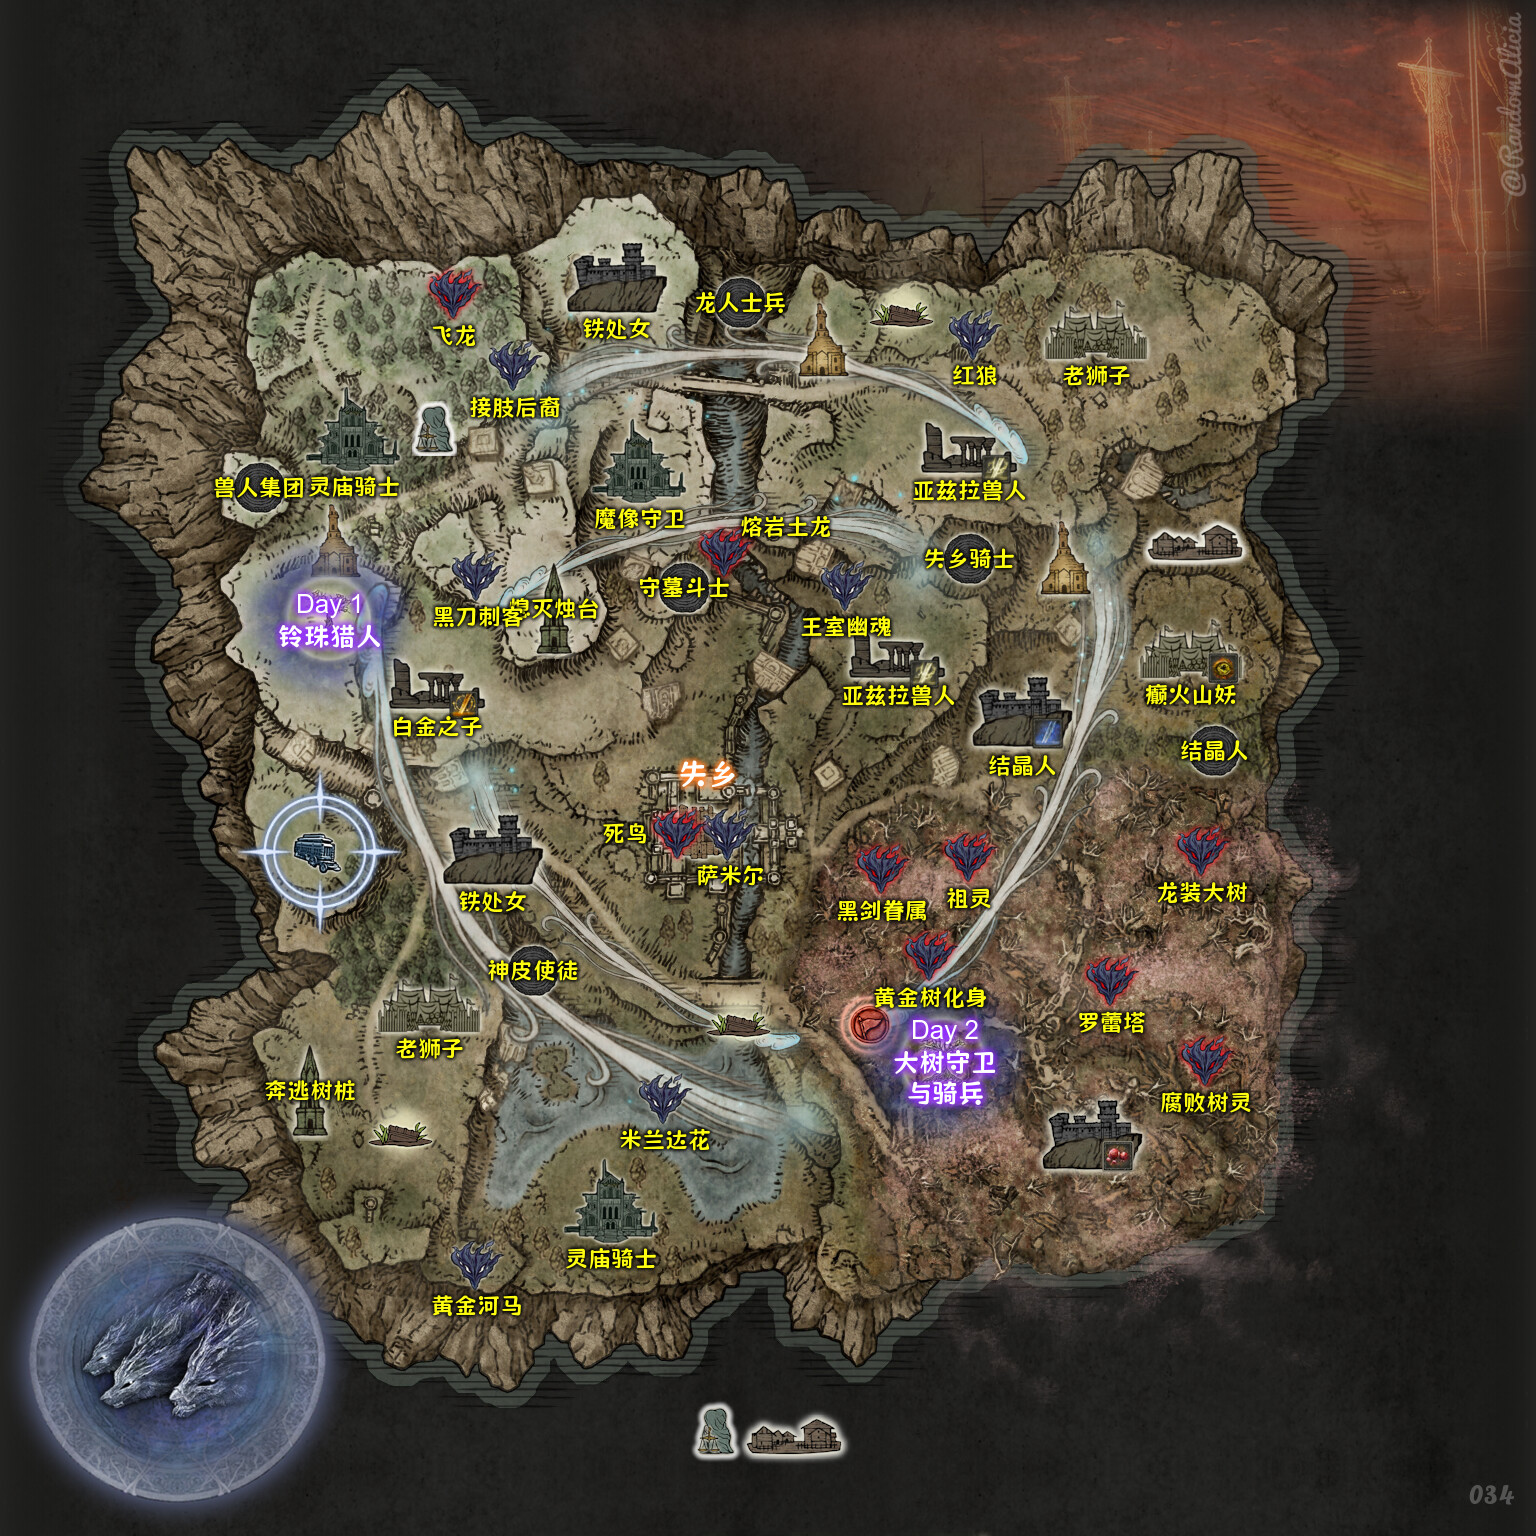 @RandomAlicia
飞龙
铁处女
龙人士兵
红狼
老狮子
接肢后裔
兽人集团
灵庙骑士
魔像守卫
熔岩土龙
亚兹拉兽人
失乡骑士
守墓斗士
黑刀刺客
熄灭烛台
王室幽魂
Day 1
铃珠猎人
白金之子
亚兹拉兽人
癫火山妖
结晶人
结晶人
失乡
死鸟
萨米尔
铁处女
黑剑眷属
祖灵
龙装大树
神皮使徒
黄金树化身
罗蕾塔
Day 2
大树守卫
与骑兵
老狮子
奔逃树桩
腐败树灵
米兰达花
灵庙骑士
黄金河马
034